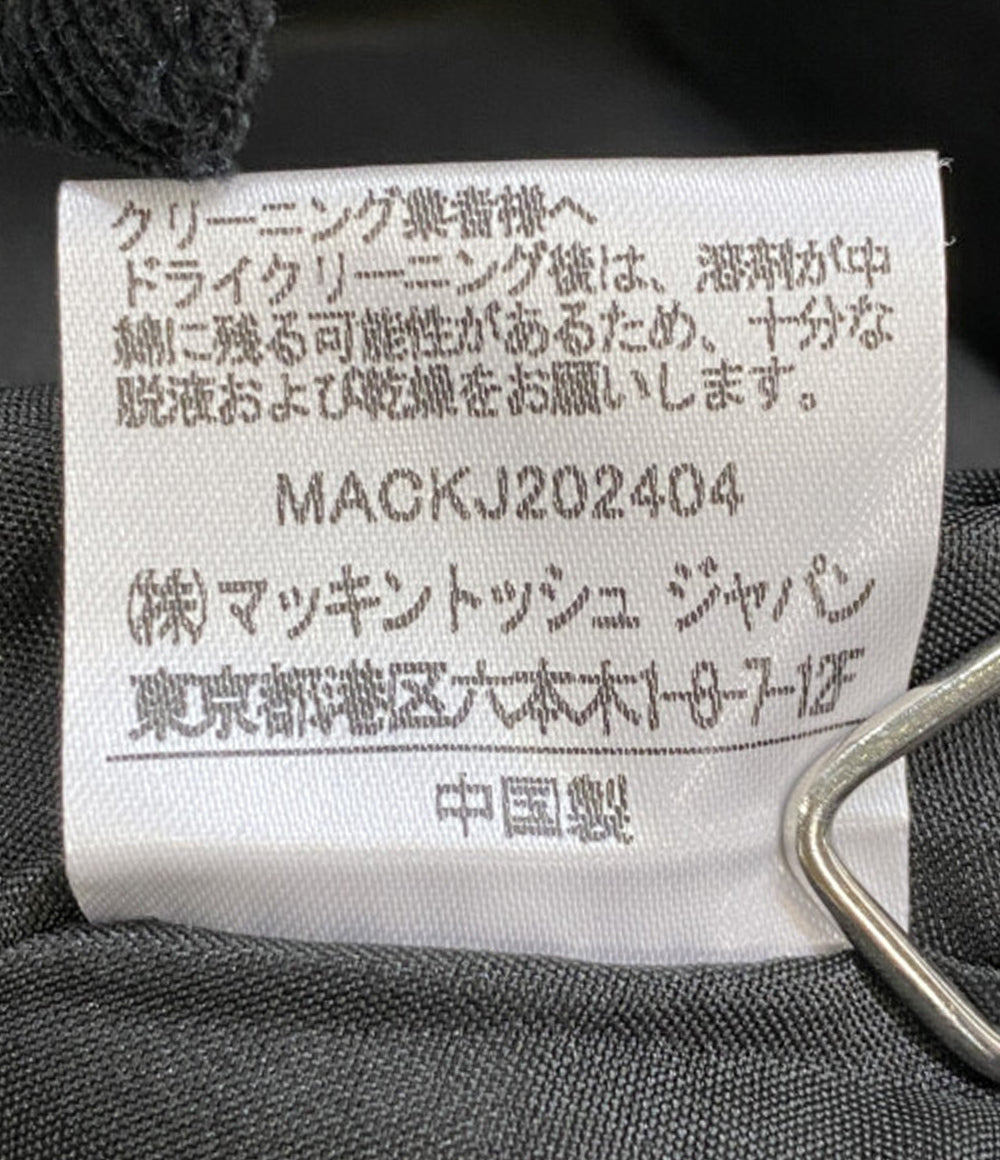 クリーニング業者様へ
ドライクリーニング後は、溶剤が中
綿に残る可能性があるため、十分な
脱液および乾燥をお願いします。
MACKJ202404
(株)マッキントッシュ ジャパン
東京都港区六本木1-8-7-12F
中国製